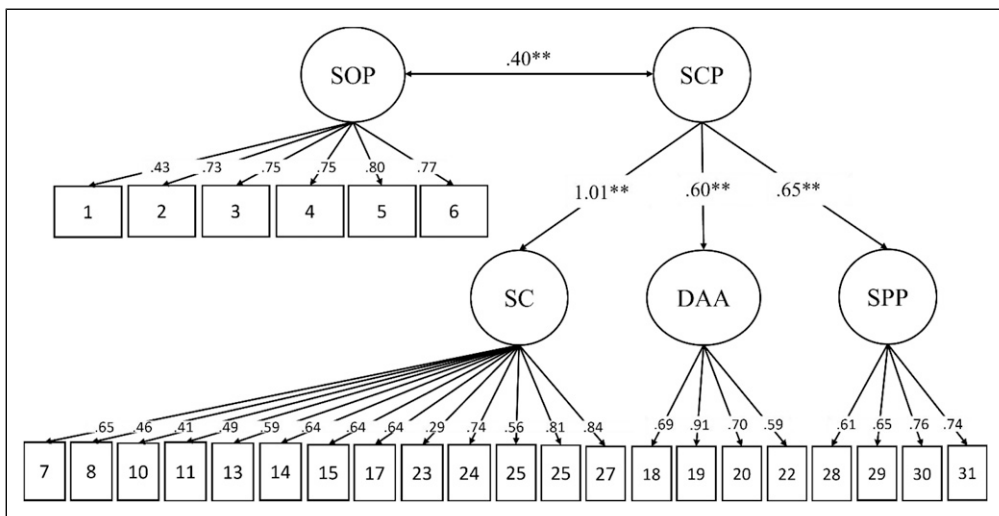 SOP .40** SCP
.43 .73 .75 .75 .80 .77
1 2 3 4 5 6
1.01** .60** .65**
SC DAA SPP
.65 .46 .41 .49 .59 .64 .64 .64 .29 .74 .56 .81 .84 .69 .91 .70 .59 .61 .65 .76 .74
7 8 10 11 13 14 15 17 23 24 25 25 27 18 19 20 22 28 29 30 31